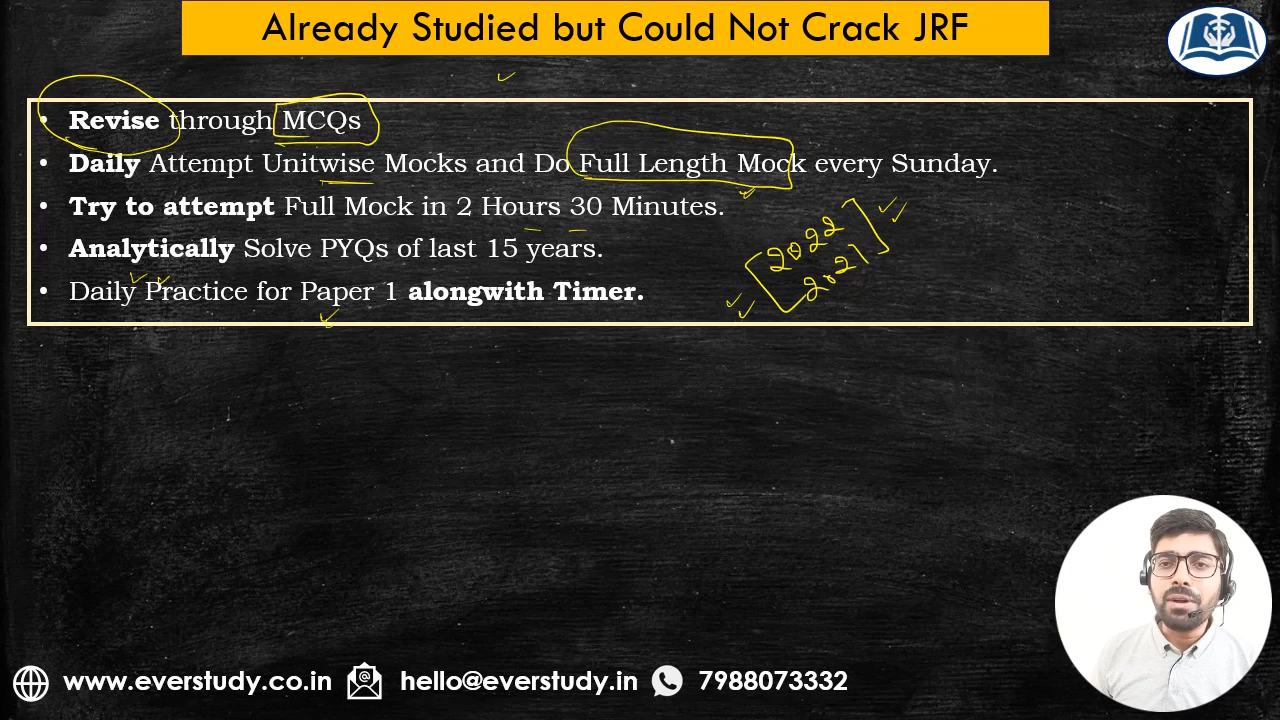 Already Studied but Could Not Crack JRF
• Revise through MCQs
• Daily Attempt Unitwise Mocks and Do Full Length Mock every Sunday.
• Try to attempt Full Mock in 2 Hours 30 Minutes.
• Analytically Solve PYQs of last 15 years.
• Daily Practice for Paper 1 alongwith Timer.
2022
2021
www.everstudy.co.in hello@everstudy.in 7988073332